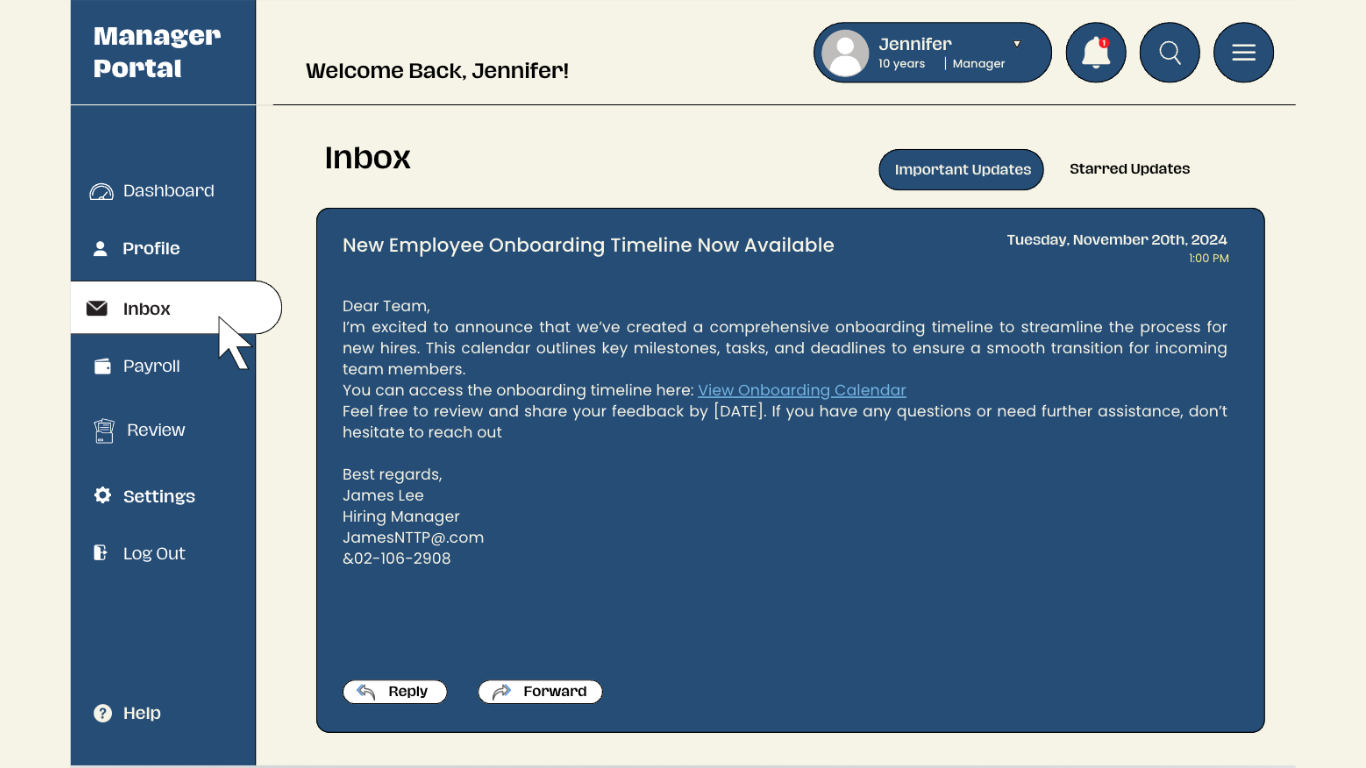 Manager
Portal
Welcome Back, Jennifer!
Jennifer
10 years | Manager
1
Dashboard
Profile
Inbox
Payroll
Review
Settings
Log Out
? Help
Inbox
Important Updates
Starred Updates
New Employee Onboarding Timeline Now Available
Tuesday, November 20th, 2024
1:00 PM
Dear Team,
I'm excited to announce that we've created a comprehensive onboarding timeline to streamline the process for
new hires. This calendar outlines key milestones, tasks, and deadlines to ensure a smooth transition for incoming
team members.
You can access the onboarding timeline here: View Onboarding Calendar
Feel free to review and share your feedback by [DATE]. If you have any questions or need further assistance, don't
hesitate to reach out
Best regards,
James Lee
Hiring Manager
JamesNTTP@.com
&02-106-2908
Reply
Forward